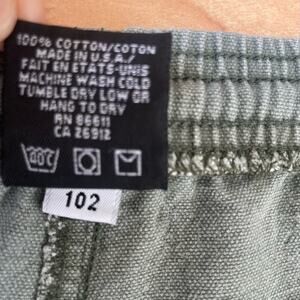 100% COTTON/COTON
MADE IN U.S.A./
FAIT EN ETATS-UNIS
MACHINE WASH COLD
TUMBLE DRY LOW OR
HANG TO DRY
RN 86611
CA 26912
102